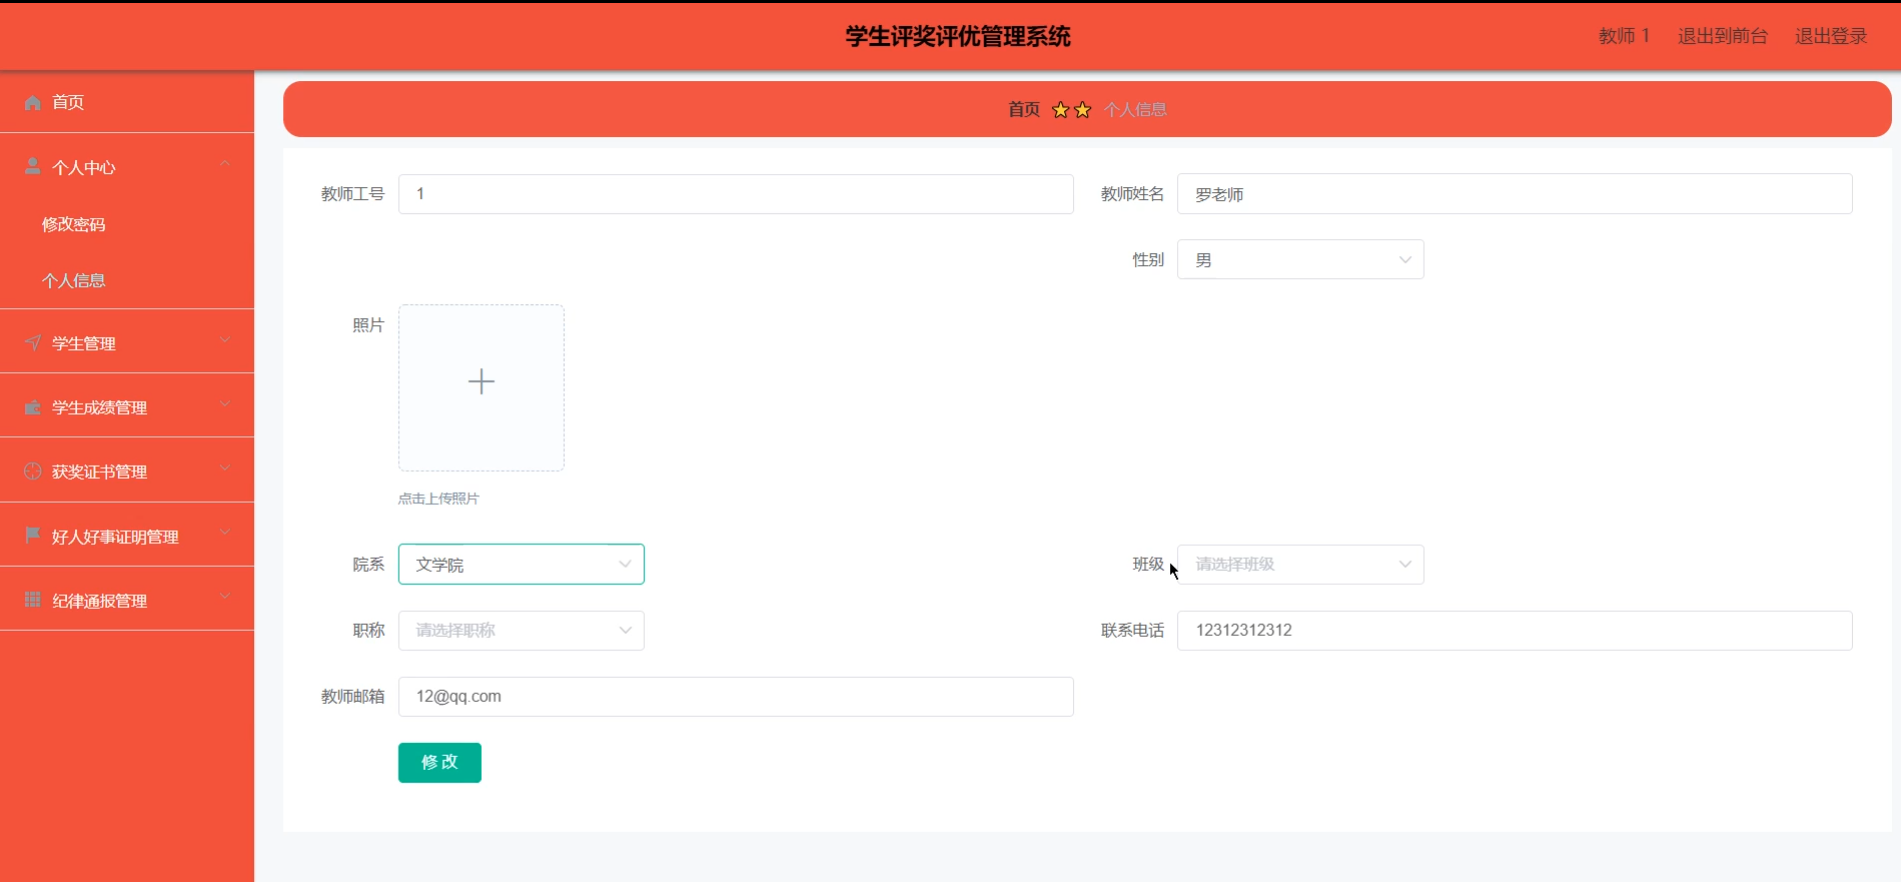 学生评奖评优管理系统
教师 1 退出到前台 退出登录
首页
个人中心
修改密码
个人信息
学生管理
学生成绩管理
获奖证书管理
好人好事证明管理
纪律通报管理
首页 个人信息
教师工号 1
教师姓名 罗老师
性别 男
照片
点击上传照片
院系 文学院
班级 请选择班级
职称 请选择职称
联系电话 12312312312
教师邮箱 12@qq.com
修改